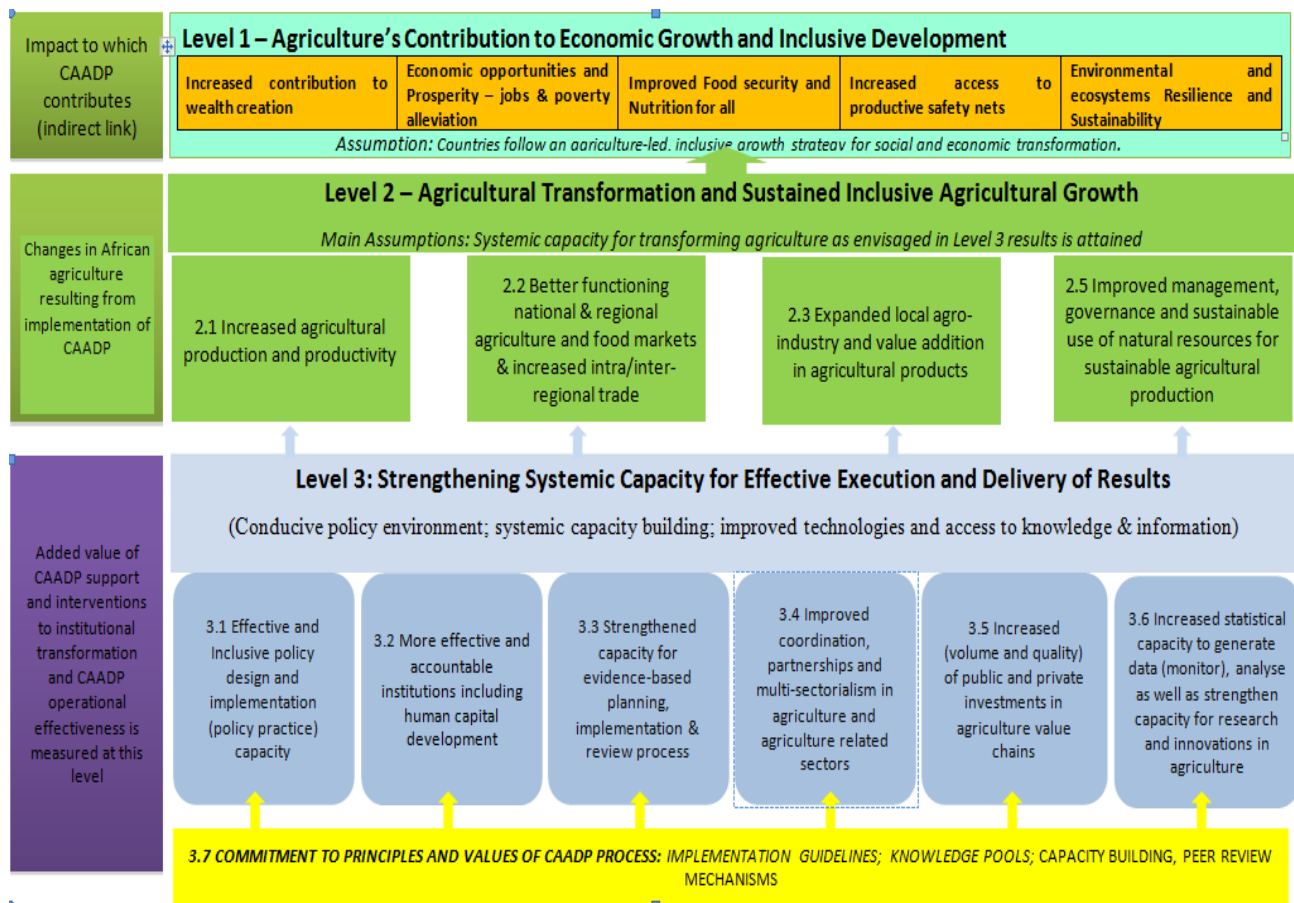 Impact to which
CAADP
contributes
(indirect link)
Level 1 – Agriculture's Contribution to Economic Growth and Inclusive Development
Increased contribution to
wealth creation
Economic opportunities and
Prosperity – jobs & poverty
alleviation
Improved Food security and
Nutrition for all
Increased access to
productive safety nets
Environmental and
ecosystems Resilience and
Sustainability
Assumption: Countries follow an agriculture-led, inclusive growth strategy for social and economic transformation.
Changes in African
agriculture
resulting from
implementation of
CAADP
Level 2 – Agricultural Transformation and Sustained Inclusive Agricultural Growth
Main Assumptions: Systemic capacity for transforming agriculture as envisaged in Level 3 results is attained
2.1 Increased agricultural
production and productivity
2.2 Better functioning
national & regional
agriculture and food markets
& increased intra/inter-
regional trade
2.3 Expanded local agro-
industry and value addition
in agricultural products
2.5 Improved management,
governance and sustainable
use of natural resources for
sustainable agricultural
production
Added value of
CAADP support
and interventions
to institutional
transformation
and CAADP
operational
effectiveness is
measured at this
level
Level 3: Strengthening Systemic Capacity for Effective Execution and Delivery of Results
(Conducive policy environment; systemic capacity building; improved technologies and access to knowledge & information)
3.1 Effective and
Inclusive policy
design and
implementation
(policy practice)
capacity
3.2 More effective and
accountable
institutions including
human capital
development
3.3 Strengthened
capacity for
evidence-based
planning,
implementation &
review process
3.4 Improved
coordination,
partnerships and
multi-sectorialism in
agriculture and
agriculture related
sectors
3.5 Increased
(volume and quality)
of public and private
investments in
agriculture value
chains
3.6 Increased statistical
capacity to generate
data (monitor), analyse
as well as strengthen
capacity for research
and innovations in
agriculture
3.7 COMMITMENT TO PRINCIPLES AND VALUES OF CAADP PROCESS: IMPLEMENTATION GUIDELINES; KNOWLEDGE POOLS; CAPACITY BUILDING, PEER REVIEW
MECHANISMS